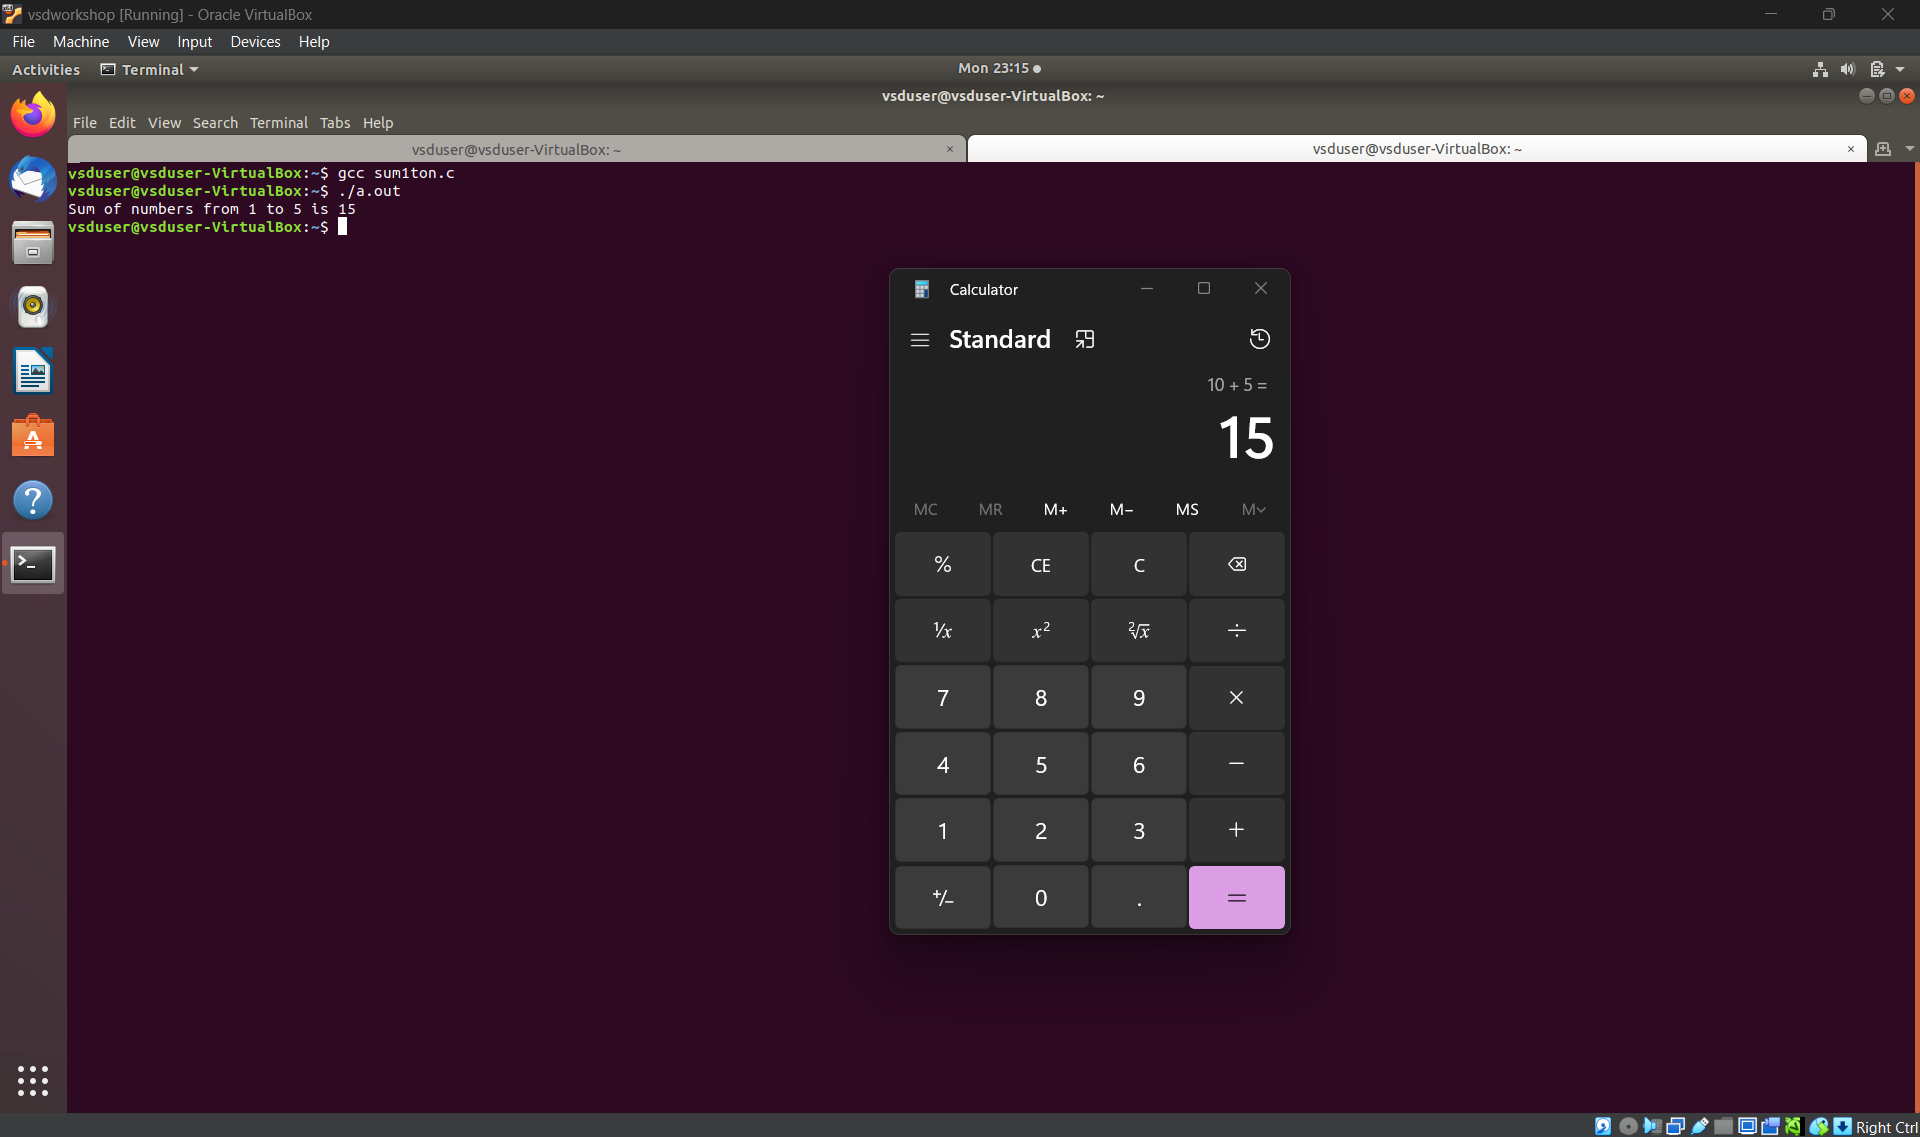 vsdworkshop [Running] - Oracle VirtualBox
File Machine View Input Devices Help
Activities Terminal Mon 23:15
vsduser@vsduser-VirtualBox: ~
File Edit View Search Terminal Tabs Help
vsduser@vsduser-VirtualBox: ~ × vsduser@vsduser-VirtualBox: ~ ×
vsduser@vsduser-VirtualBox:~$ gcc sum1ton.c
vsduser@vsduser-VirtualBox:~$ ./a.out
Sum of numbers from 1 to 5 is 15
vsduser@vsduser-VirtualBox:~$
Calculator
Standard
10 + 5 =
15
MC MR M+ M− MS M
% CE C
¹/x x² ²√x ÷
7 8 9 ×
4 5 6 −
1 2 3 +
+/− 0 . =
Right Ctrl